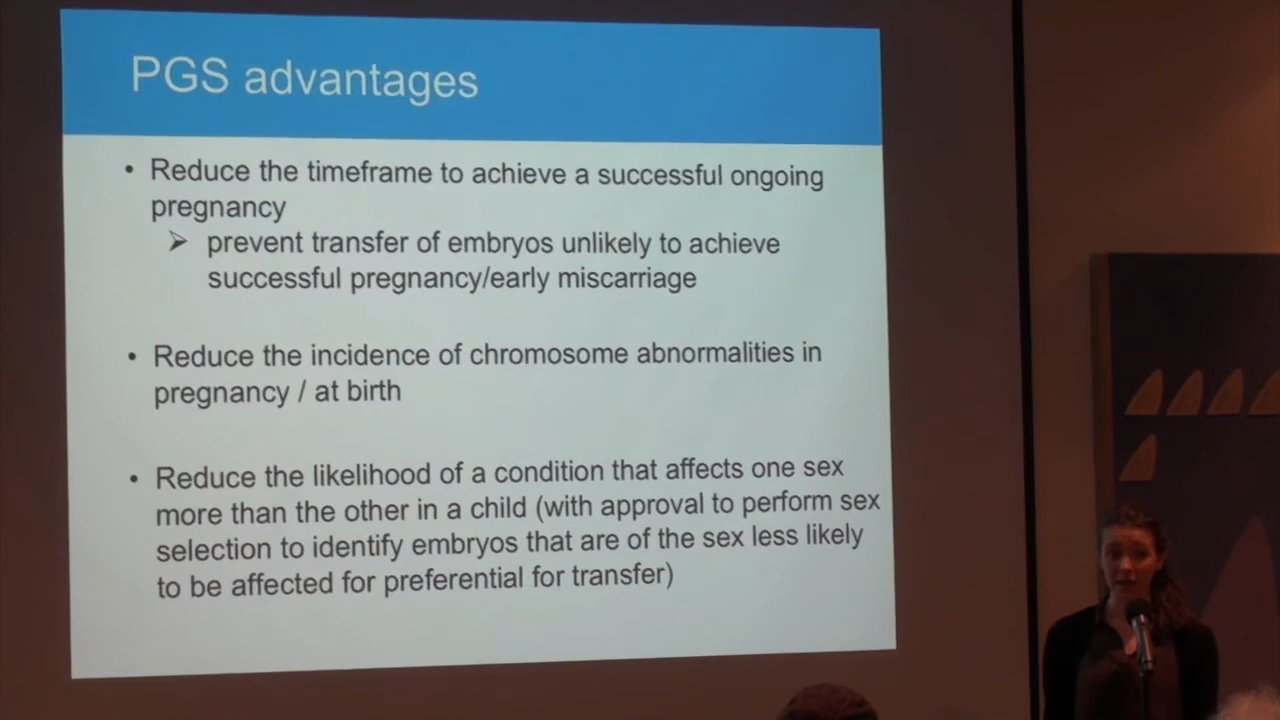 PGS advantages
• Reduce the timeframe to achieve a successful ongoing
pregnancy
➢ prevent transfer of embryos unlikely to achieve
successful pregnancy/early miscarriage
• Reduce the incidence of chromosome abnormalities in
pregnancy / at birth
• Reduce the likelihood of a condition that affects one sex
more than the other in a child (with approval to perform sex
selection to identify embryos that are of the sex less likely
to be affected for preferential for transfer)